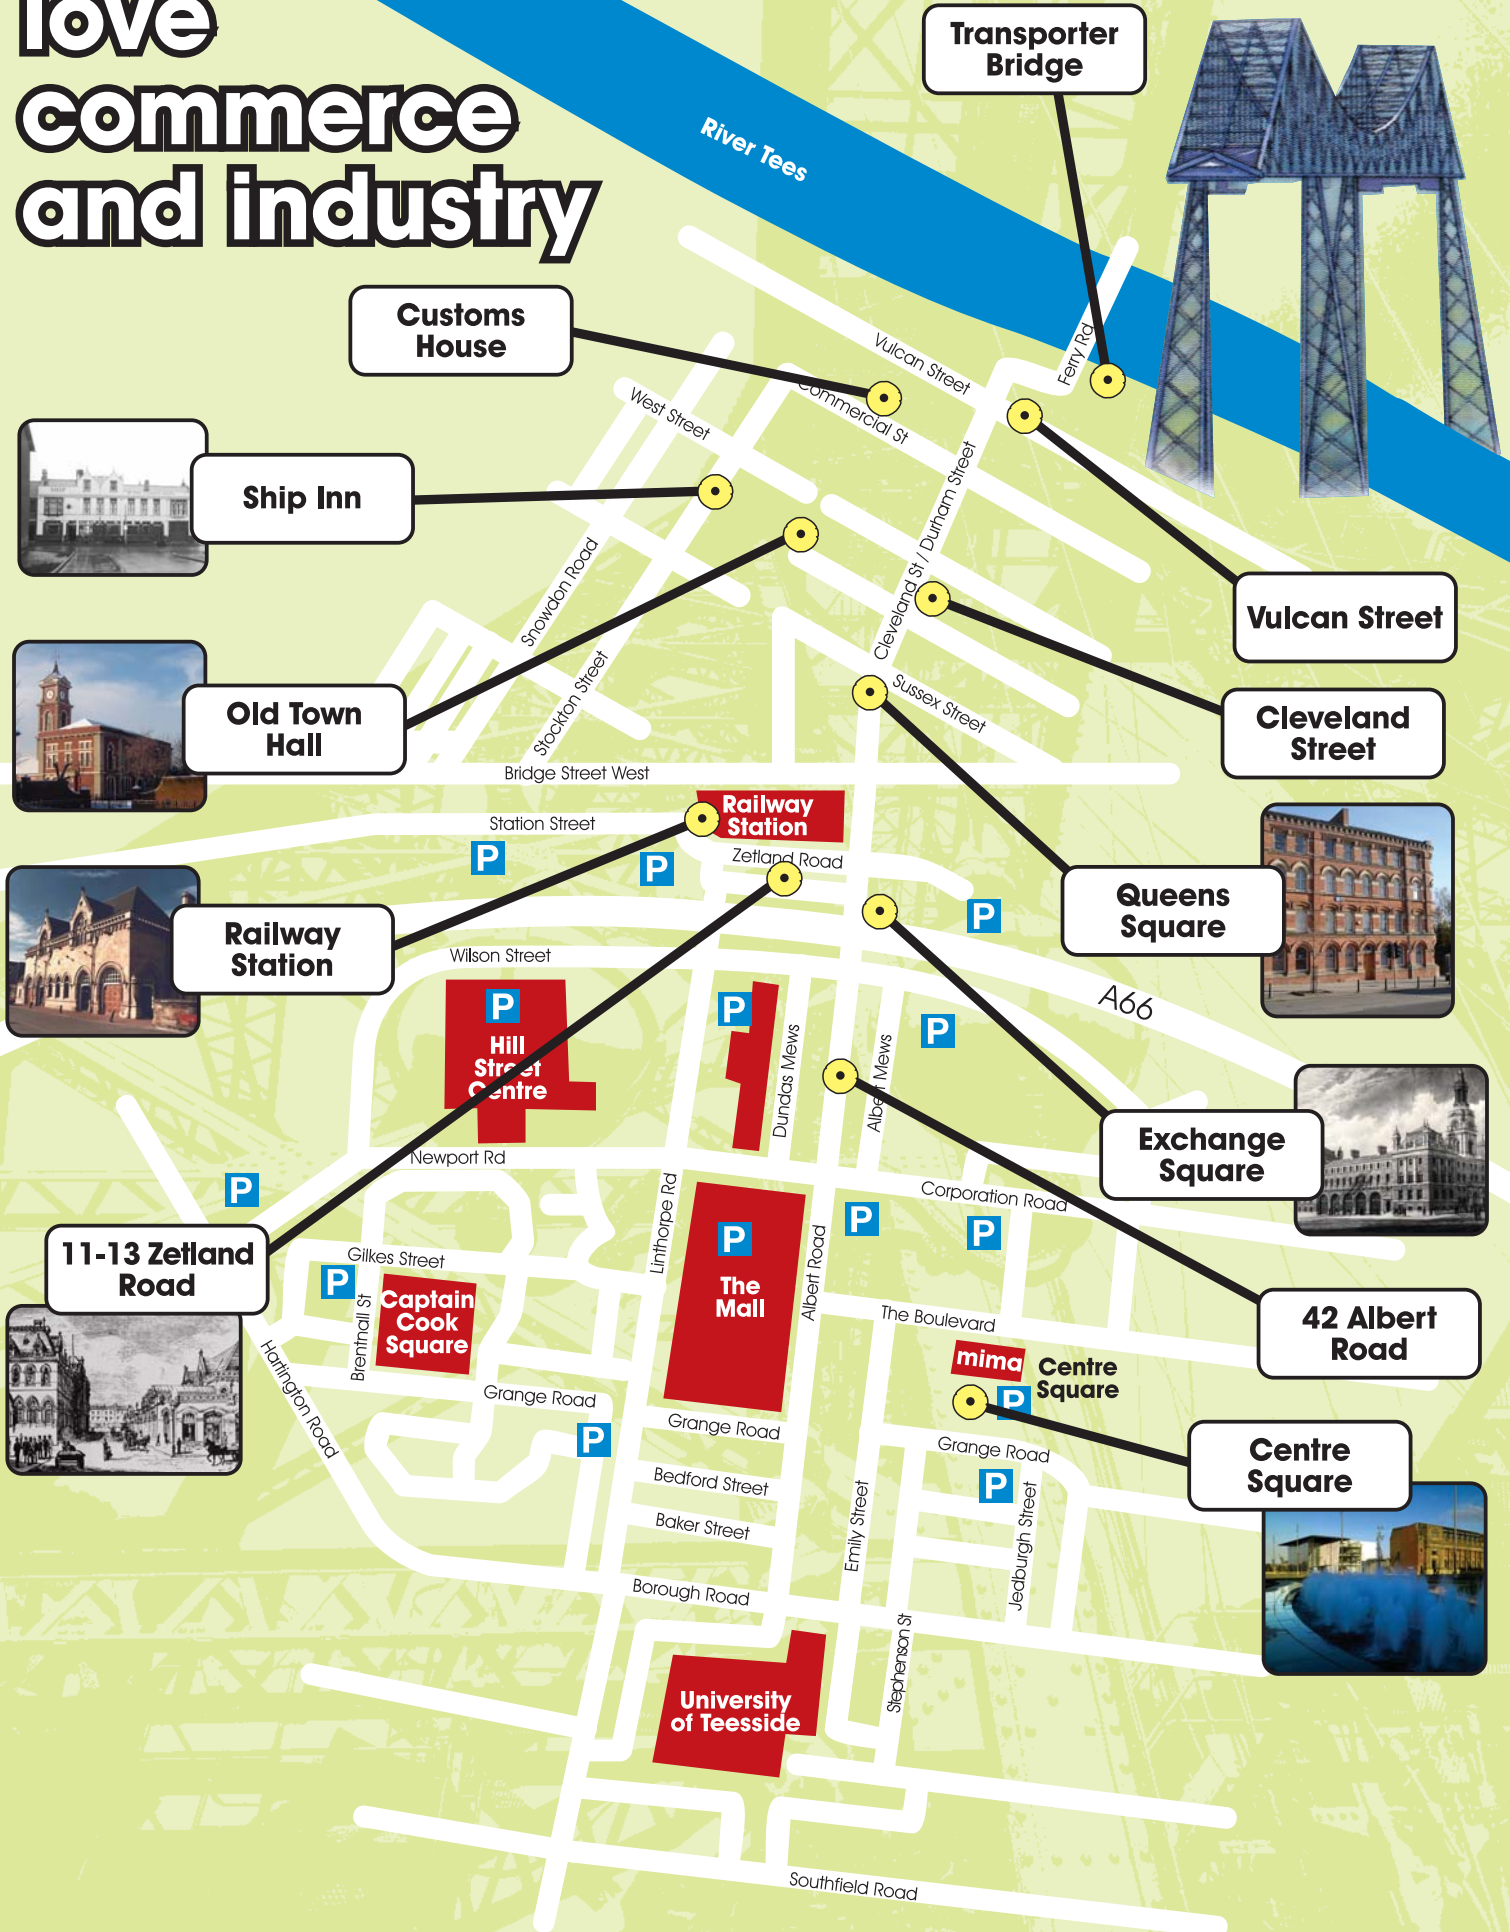 love
commerce
and industry
Transporter
Bridge
River Tees
Customs
House
Vulcan Street
Ferry Rd
Commercial St
West Street
Ship Inn
Cleveland St / Durham Street
Snowdon Road
Stockton Street
Vulcan Street
Old Town
Hall
Sussex Street
Cleveland
Street
Bridge Street West
Railway
Station
Station Street
P
P
Zetland Road
Queens
Square
P
Railway
Station
Wilson Street
A66
P
Hill
Street
Centre
P
P
Dundas Mews
Albert Mews
Exchange
Square
Newport Rd
P
Linthorpe Rd
Corporation Road
P
P
P
The
Mall
Albert Road
11-13 Zetland
Road
Gilkes Street
P
Brentnall St
Captain
Cook
Square
The Boulevard
42 Albert
Road
mima
Centre
Square
P
Hartington Road
Grange Road
P
Grange Road
Grange Road
P
Centre
Square
Bedford Street
Baker Street
Emily Street
Jedburgh Street
Borough Road
Stephenson St
University
of Teesside
Southfield Road